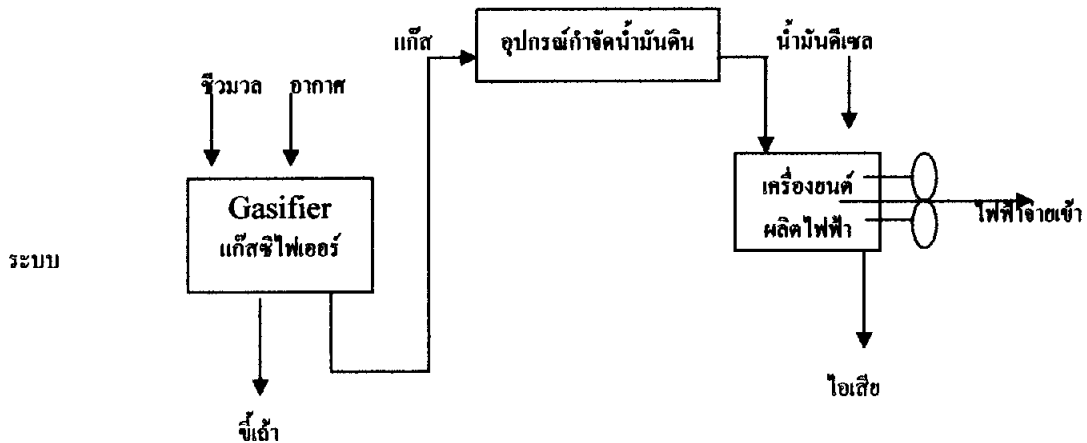 แก๊ส
อุปกรณ์กำจัดน้ำมันดิน
น้ำมันดีเซล
ชีวมวล
อากาศ
Gasifier
แก๊สซิไฟเออร์
เครื่องยนต์
ผลิตไฟฟ้า
ไฟฟ้าจ่ายเข้า
ระบบ
ไอเสีย
ขี้เถ้า